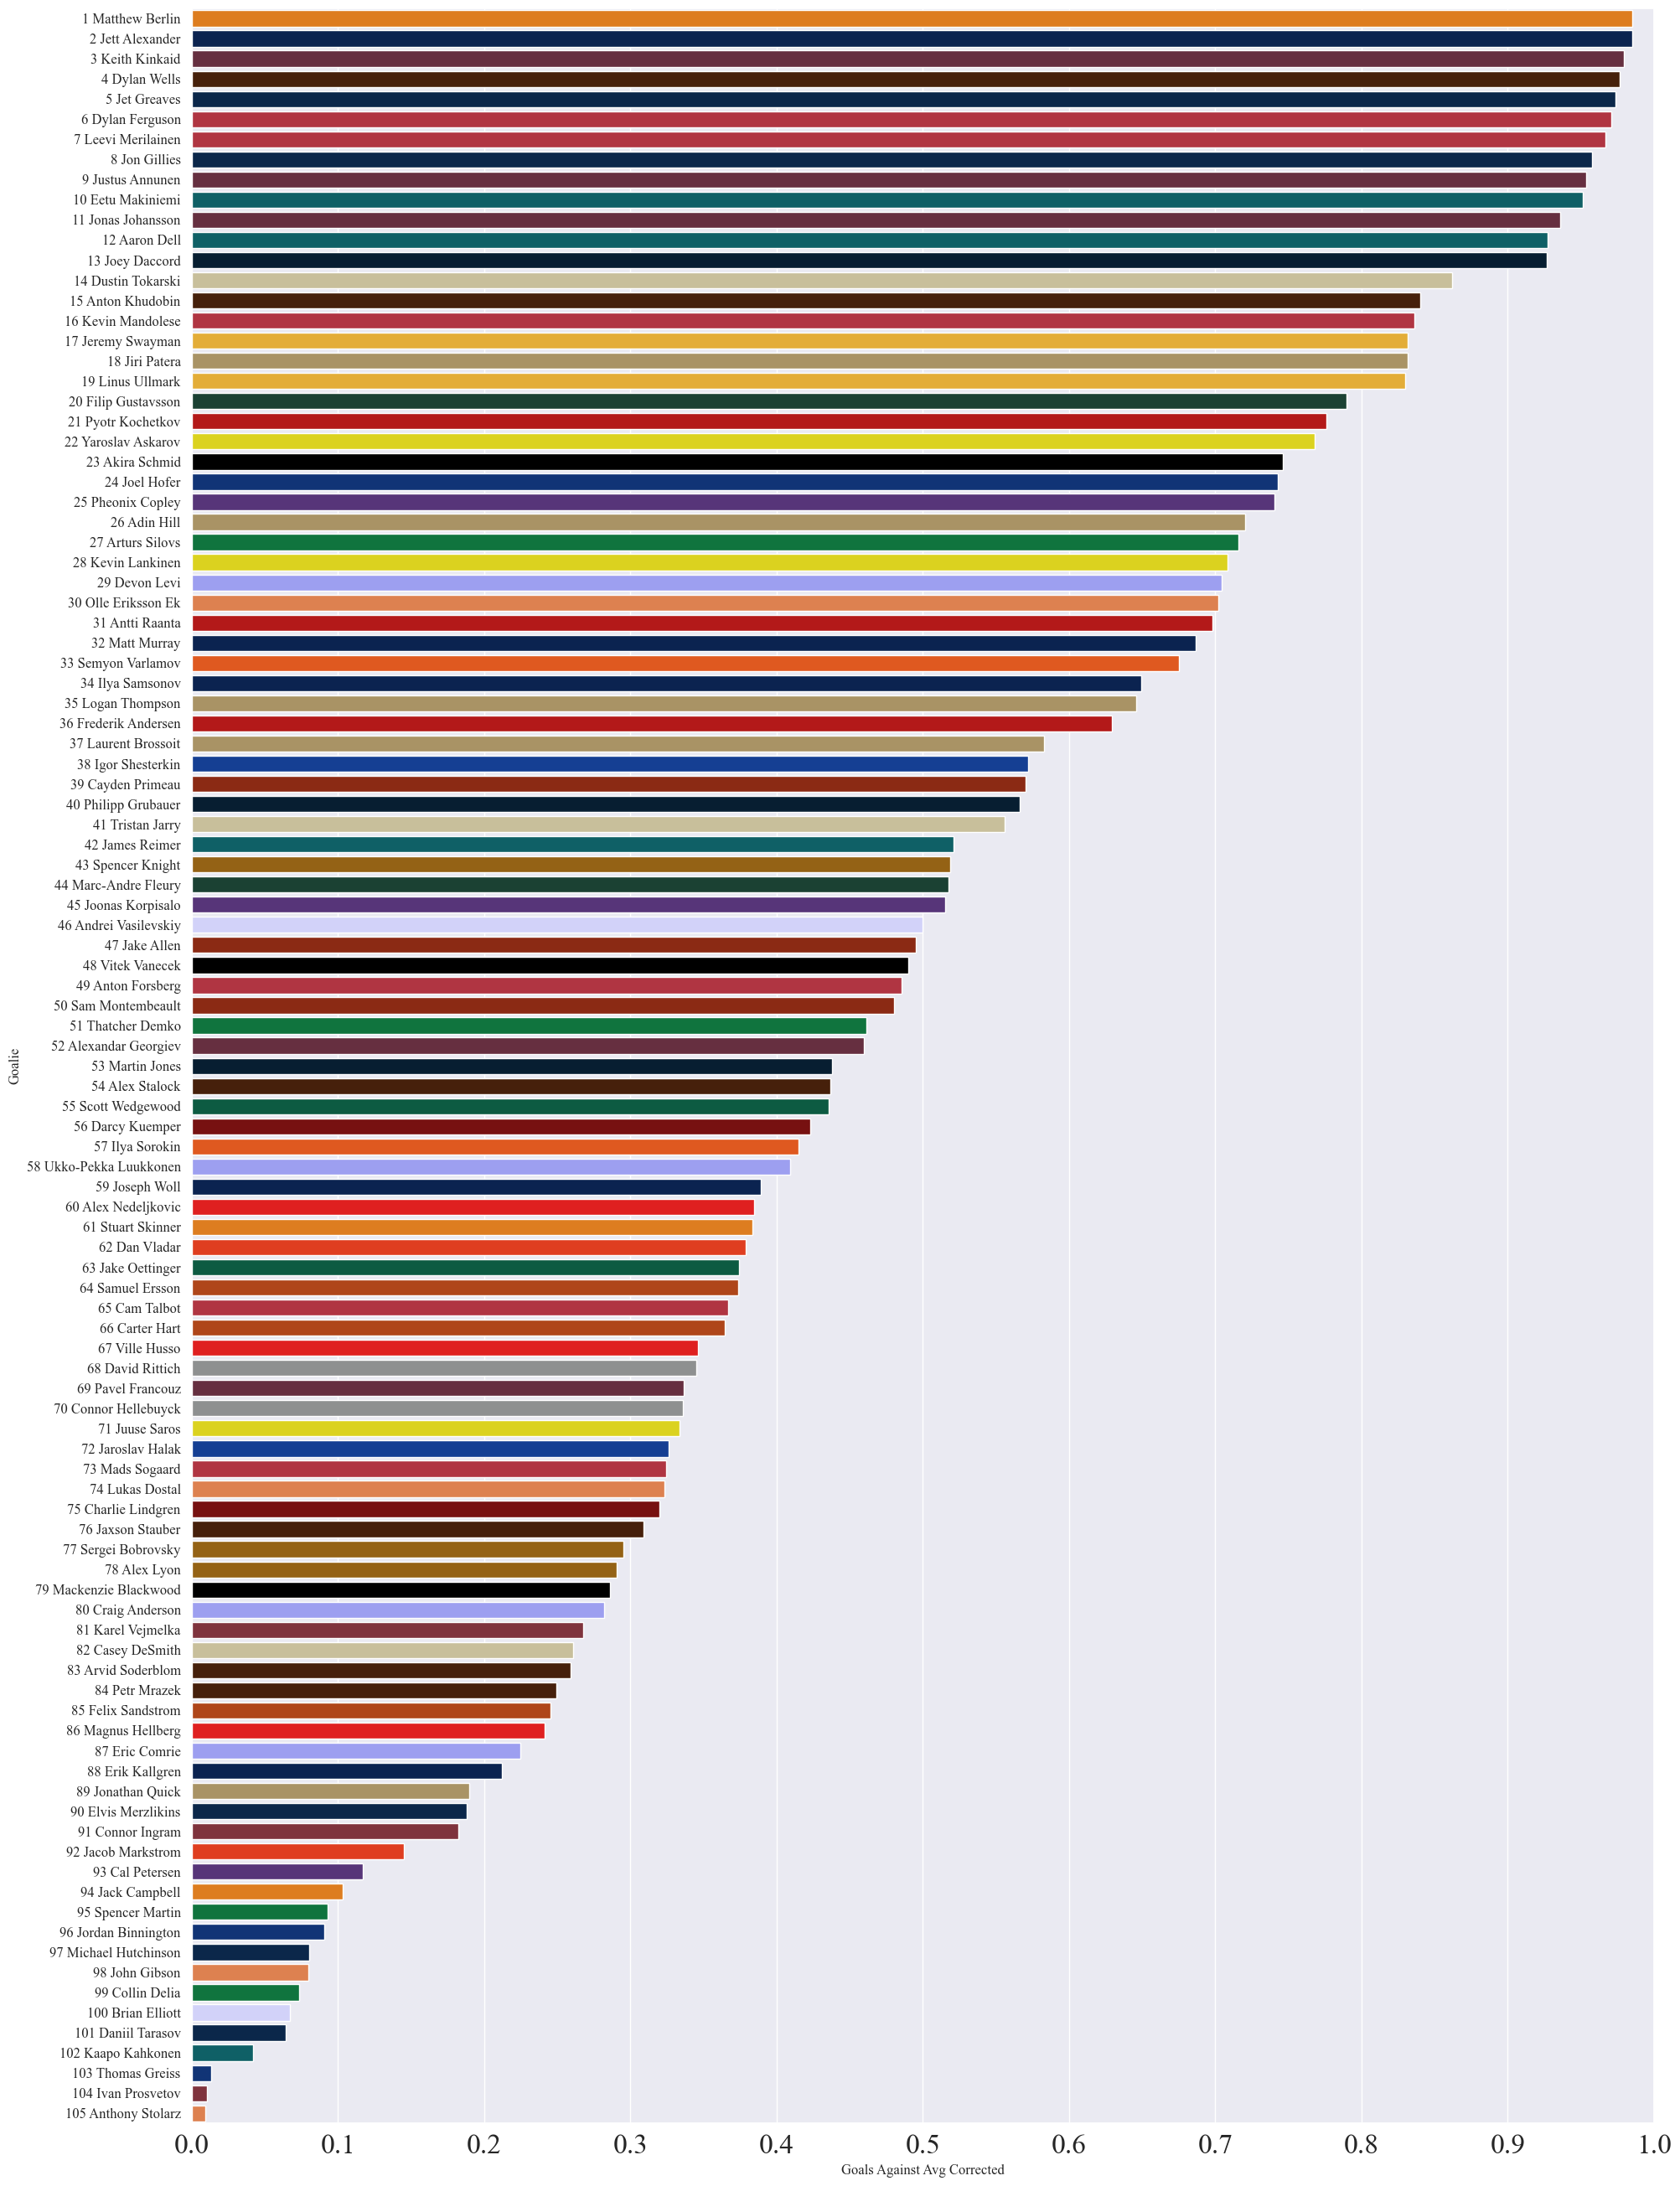 1 Matthew Berlin
2 Jett Alexander
3 Keith Kinkaid
4 Dylan Wells
5 Jet Greaves
6 Dylan Ferguson
7 Leevi Merilainen
8 Jon Gillies
9 Justus Annunen
10 Eetu Makiniemi
11 Jonas Johansson
12 Aaron Dell
13 Joey Daccord
14 Dustin Tokarski
15 Anton Khudobin
16 Kevin Mandolese
17 Jeremy Swayman
18 Jiri Patera
19 Linus Ullmark
20 Filip Gustavsson
21 Pyotr Kochetkov
22 Yaroslav Askarov
23 Akira Schmid
24 Joel Hofer
25 Pheonix Copley
26 Adin Hill
27 Arturs Silovs
28 Kevin Lankinen
29 Devon Levi
30 Olle Eriksson Ek
31 Antti Raanta
32 Matt Murray
33 Semyon Varlamov
34 Ilya Samsonov
35 Logan Thompson
36 Frederik Andersen
37 Laurent Brossoit
38 Igor Shesterkin
39 Cayden Primeau
40 Philipp Grubauer
41 Tristan Jarry
42 James Reimer
43 Spencer Knight
44 Marc-Andre Fleury
45 Joonas Korpisalo
46 Andrei Vasilevskiy
47 Jake Allen
48 Vitek Vanecek
49 Anton Forsberg
50 Sam Montembeault
51 Thatcher Demko
52 Alexandar Georgiev
53 Martin Jones
54 Alex Stalock
55 Scott Wedgewood
56 Darcy Kuemper
57 Ilya Sorokin
58 Ukko-Pekka Luukkonen
59 Joseph Woll
60 Alex Nedeljkovic
61 Stuart Skinner
62 Dan Vladar
63 Jake Oettinger
64 Samuel Ersson
65 Cam Talbot
66 Carter Hart
67 Ville Husso
68 David Rittich
69 Pavel Francouz
70 Connor Hellebuyck
71 Juuse Saros
72 Jaroslav Halak
73 Mads Sogaard
74 Lukas Dostal
75 Charlie Lindgren
76 Jaxson Stauber
77 Sergei Bobrovsky
78 Alex Lyon
79 Mackenzie Blackwood
80 Craig Anderson
81 Karel Vejmelka
82 Casey DeSmith
83 Arvid Soderblom
84 Petr Mrazek
85 Felix Sandstrom
86 Magnus Hellberg
87 Eric Comrie
88 Erik Kallgren
89 Jonathan Quick
90 Elvis Merzlikins
91 Connor Ingram
92 Jacob Markstrom
93 Cal Petersen
94 Jack Campbell
95 Spencer Martin
96 Jordan Binnington
97 Michael Hutchinson
98 John Gibson
99 Collin Delia
100 Brian Elliott
101 Daniil Tarasov
102 Kaapo Kahkonen
103 Thomas Greiss
104 Ivan Prosvetov
105 Anthony Stolarz
Goalie
0.0 0.1 0.2 0.3 0.4 0.5 0.6 0.7 0.8 0.9 1.0
Goals Against Avg Corrected